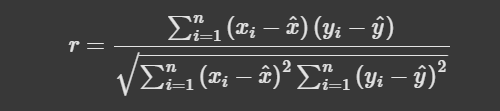 r = \frac{\sum_{i=1}^{n} (x_i - \hat{x}) (y_i - \hat{y})}{\sqrt{\sum_{i=1}^{n} (x_i - \hat{x})^2 \sum_{i=1}^{n} (y_i - \hat{y})^2}}